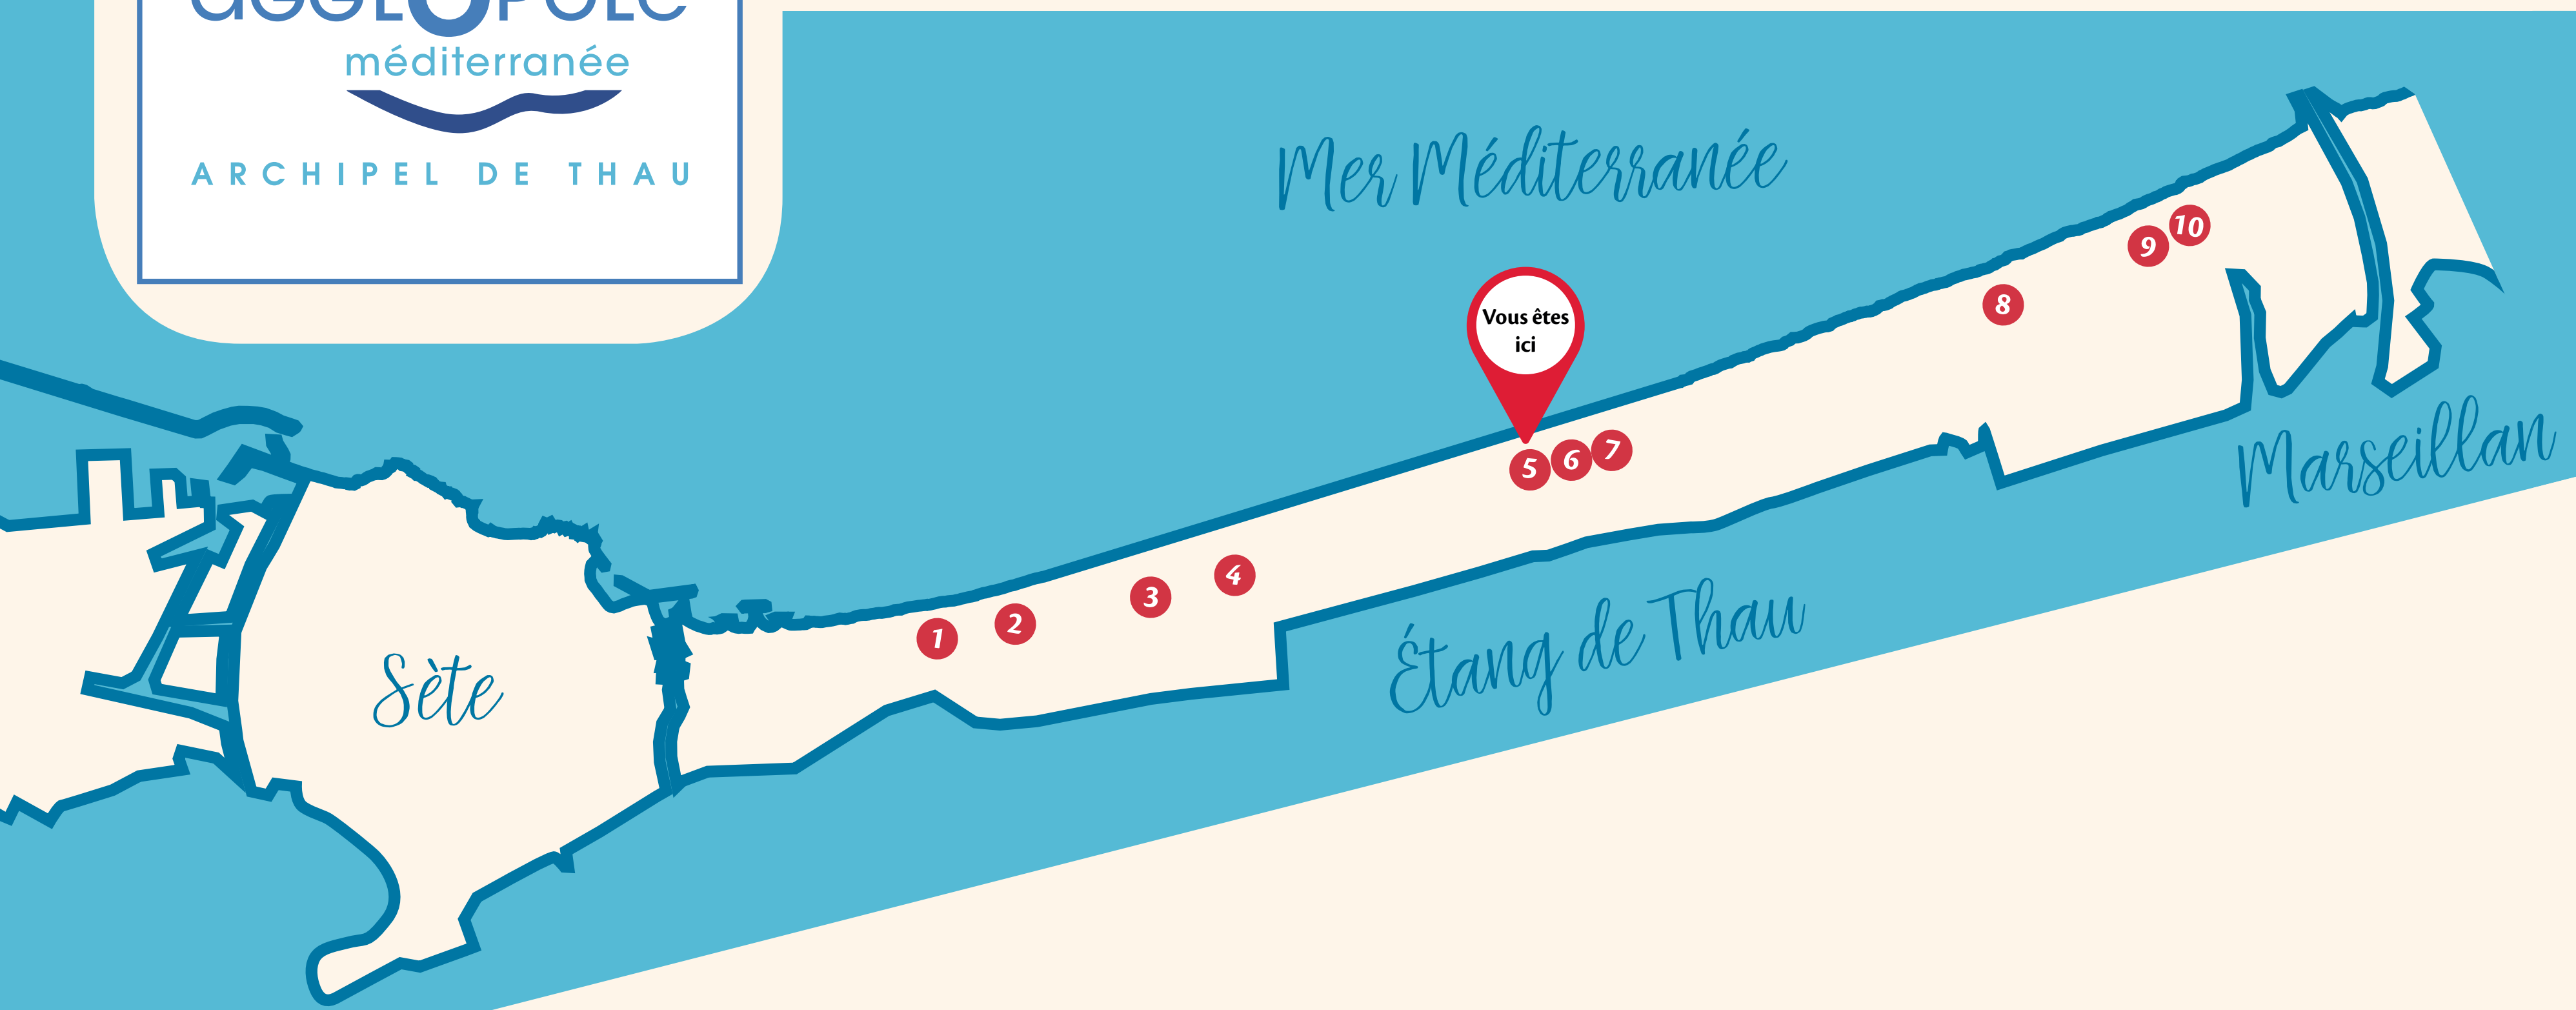 agglOpole
méditerranée
ARCHIPEL DE THAU
Mer Méditerranée
10
9
8
Vous êtes
ici
7
6
5
4
3
2
1
Marseillan
Étang de Thau
Sète